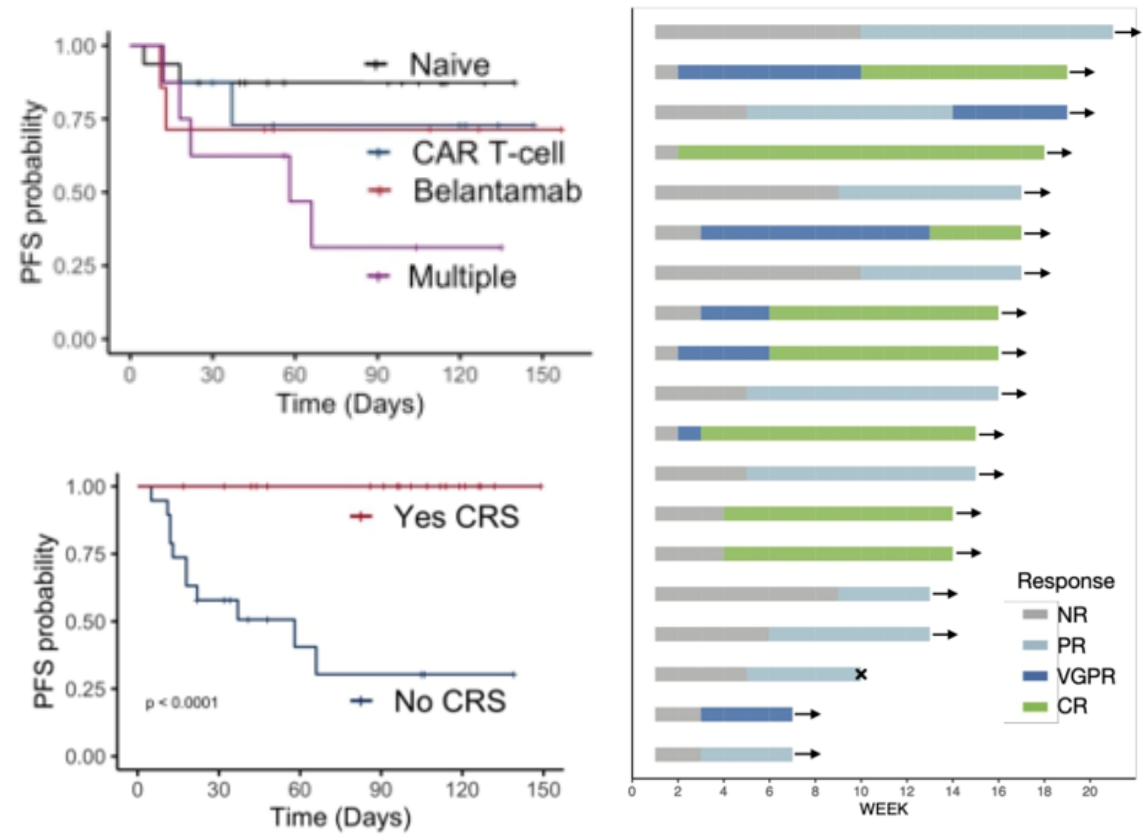 PFS probability
1.00
0.75
0.50
0.25
0.00
Naive
CAR T-cell
Belantamab
Multiple
0 30 60 90 120 150
Time (Days)
PFS probability
1.00
0.75
0.50
0.25
0.00
Yes CRS
No CRS
p < 0.0001
0 30 60 90 120 150
Time (Days)
Response
NR
PR
VGPR
CR
0 2 4 6 8 10 12 14 16 18 20
WEEK